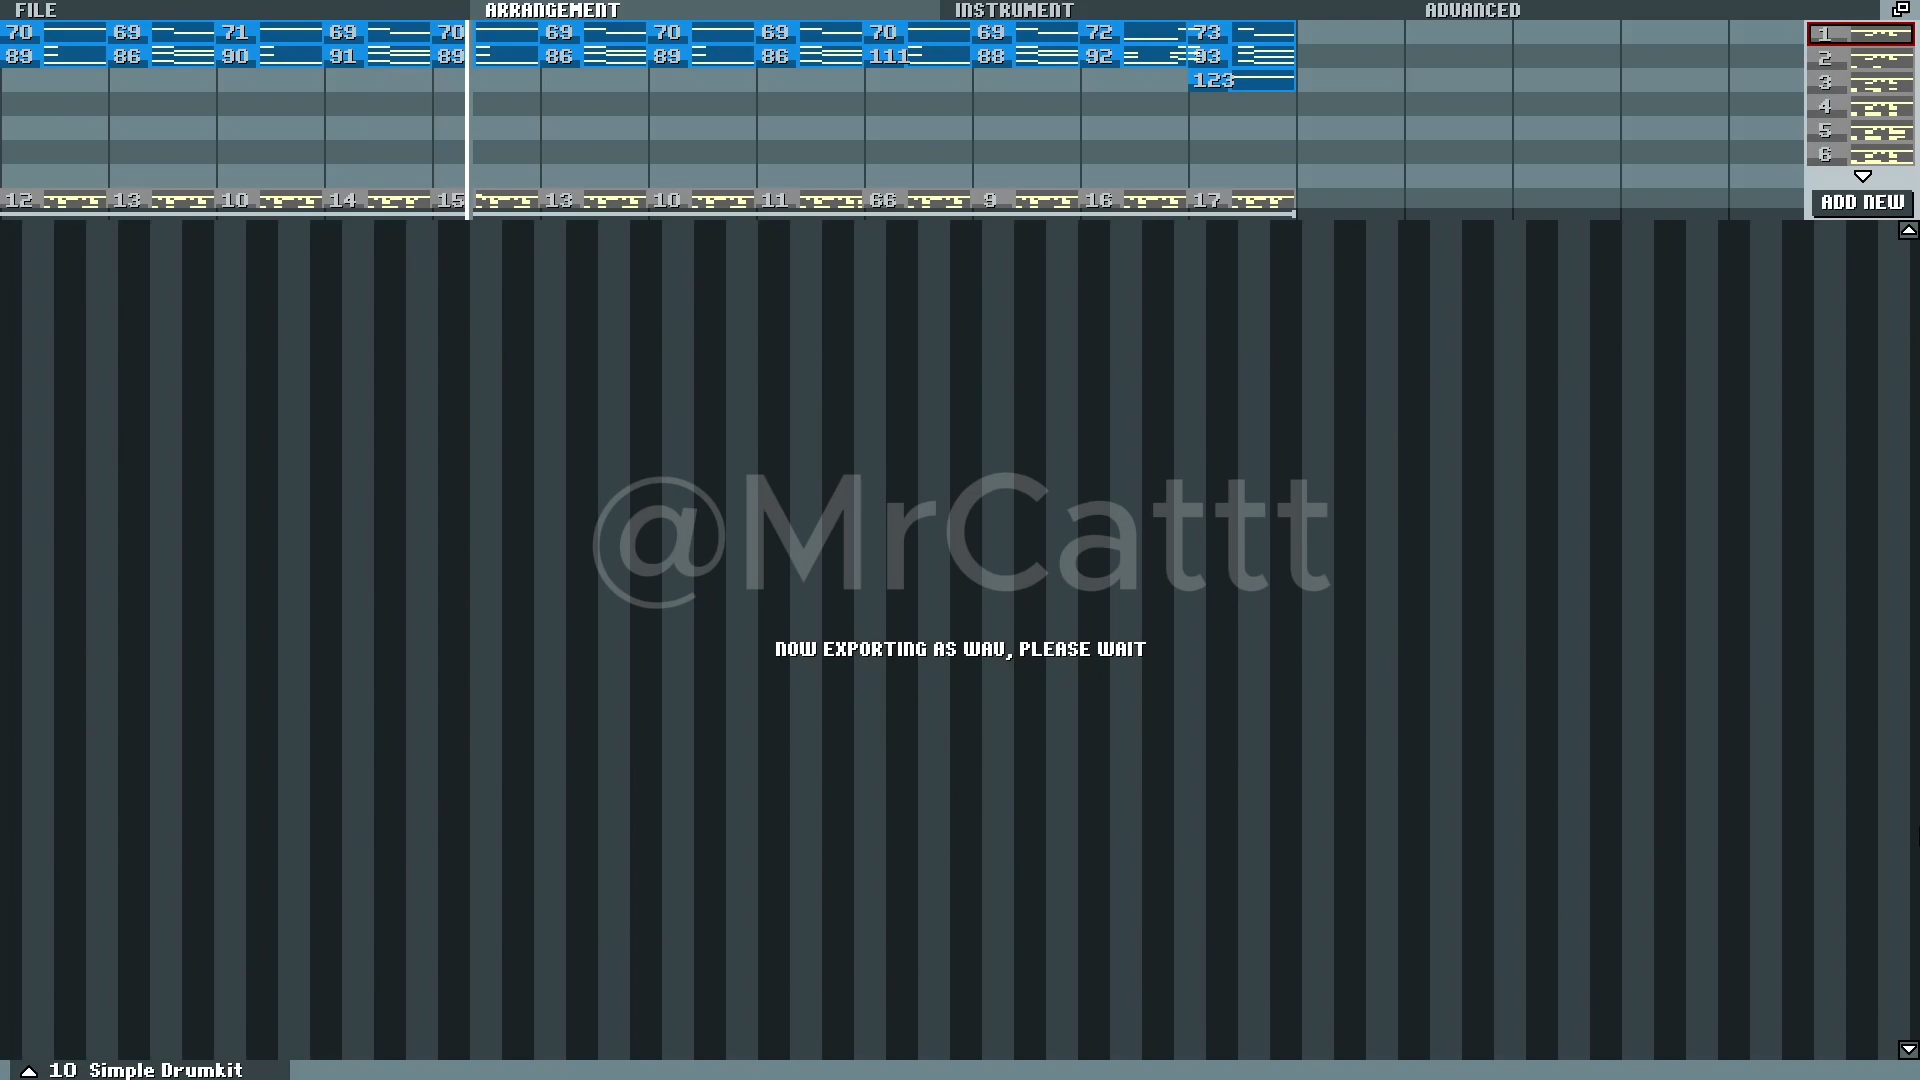 FILE ARRANGEMENT INSTRUMENT ADVANCED
70 69 71 69 70 69 70 69 70 69 72 73 1
89 86 90 91 89 86 89 86 111 88 92 93 2
123 3
4
5
6
12 13 10 14 15 13 10 11 66 9 16 17 ADD NEW
@MrCattt
NOW EXPORTING AS WAV, PLEASE WAIT
10 Simple Drumkit